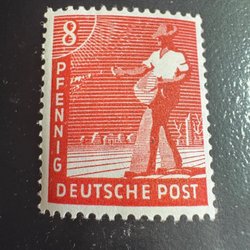 8
PFENNIG
DEUTSCHE POST